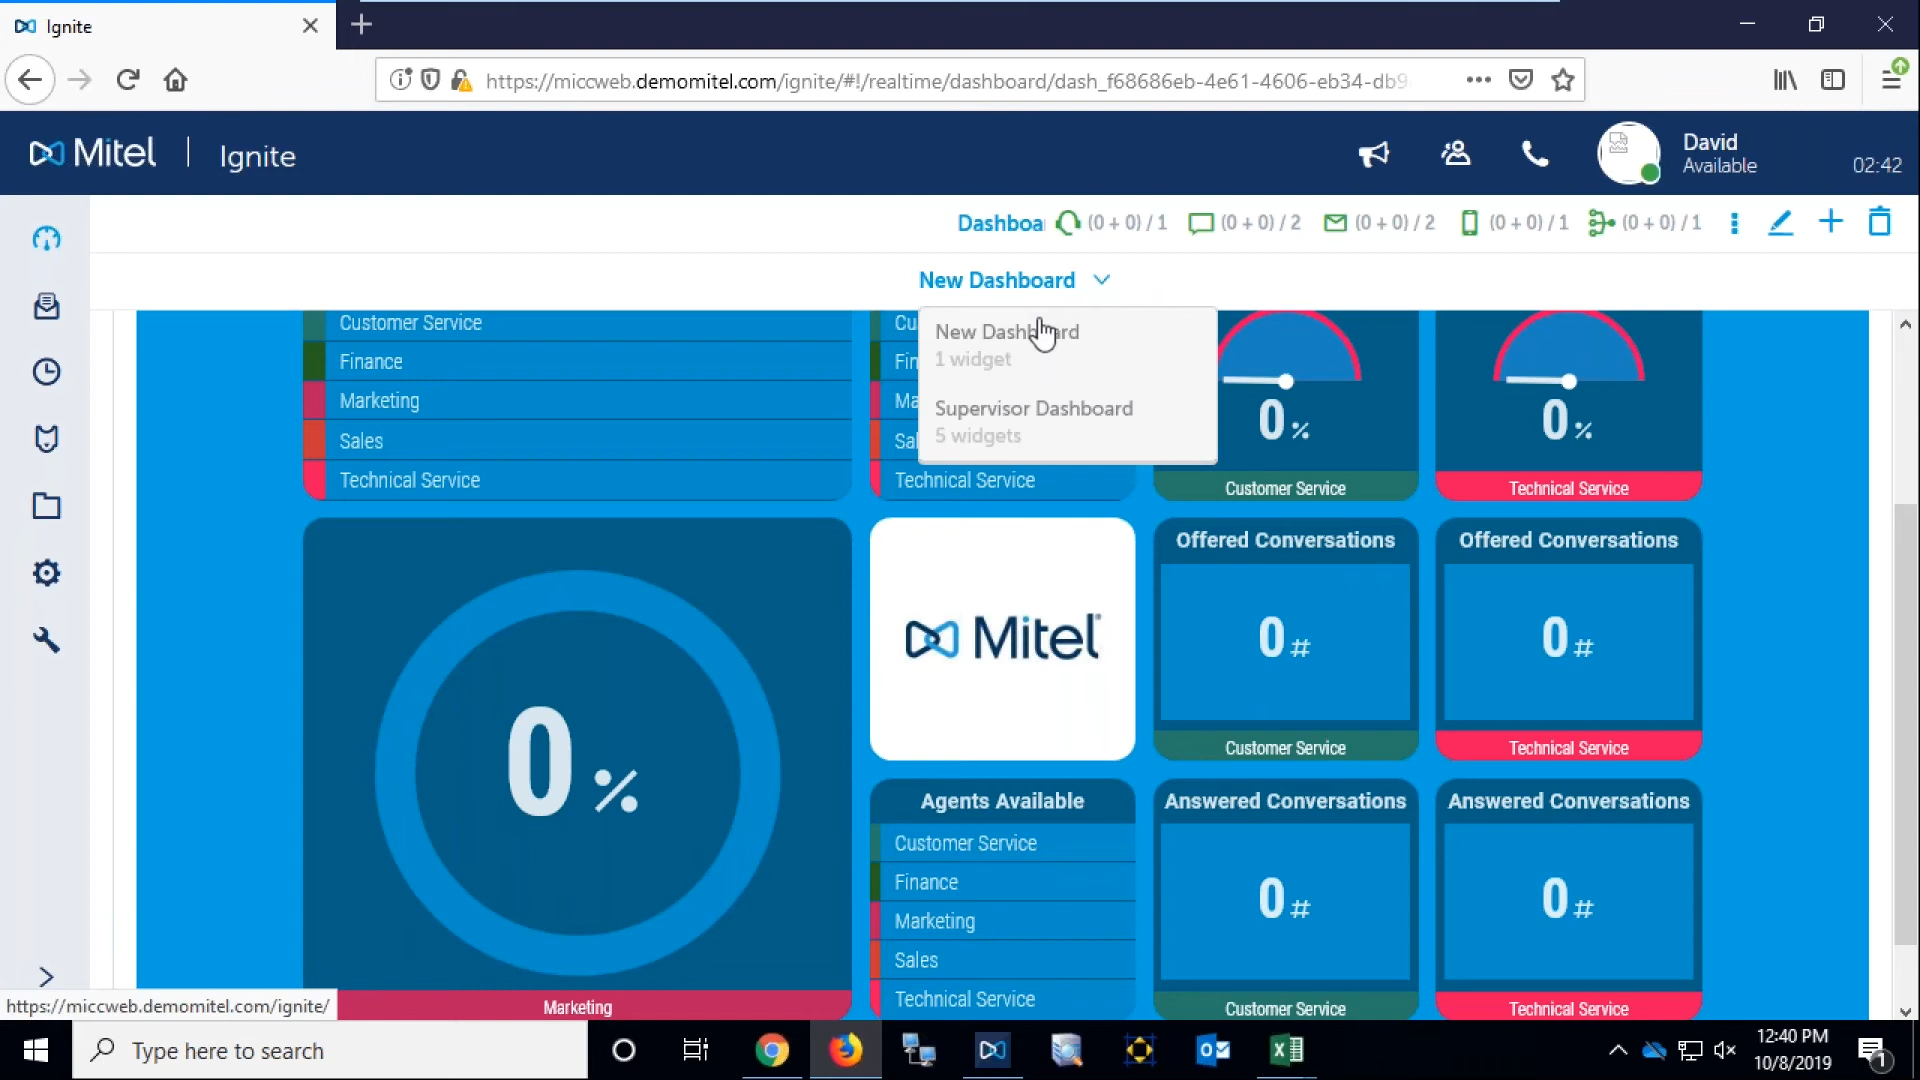 Ignite
https://miccweb.demomitel.com/ignite/#!/realtime/dashboard/dash_f68686eb-4e61-4606-eb34-db9
Mitel | Ignite
David
Available
02:42
Dashboa (0 + 0) / 1 (0 + 0) / 2 (0 + 0) / 2 (0 + 0) / 1 (0 + 0) / 1
New Dashboard
New Dashboard
1 widget
Supervisor Dashboard
5 widgets
Customer Service
Finance
Marketing
Sales
Technical Service
Cu
Fin
Ma
Sal
Technical Service
0 %
Customer Service
0 %
Technical Service
0 %
Marketing
Mitel
Offered Conversations
0 #
Customer Service
Offered Conversations
0 #
Technical Service
Agents Available
Customer Service
Finance
Marketing
Sales
Technical Service
Answered Conversations
0 #
Customer Service
Answered Conversations
0 #
Technical Service
https://miccweb.demomitel.com/ignite/
Type here to search
12:40 PM
10/8/2019
1